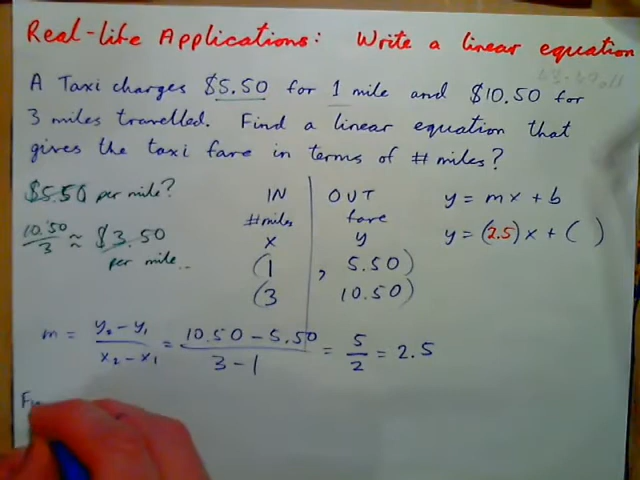 Real-life Applications: Write a linear equation
A Taxi charges $5.50 for 1 mile and $10.50 for
3 miles travelled. Find a linear equation that
gives the taxi fare in terms of # miles?
$5.50 per mile?
10.50/3 ≈ $3.50
per mile..
IN | OUT
#miles | fare
x | y
(1 , 5.50)
(3 10.50)
y = mx + b
y = (2.5)x + ( )
m = y₂ - y₁ / x₂ - x₁ = 10.50 - 5.50 / 3 - 1 = 5/2 = 2.5